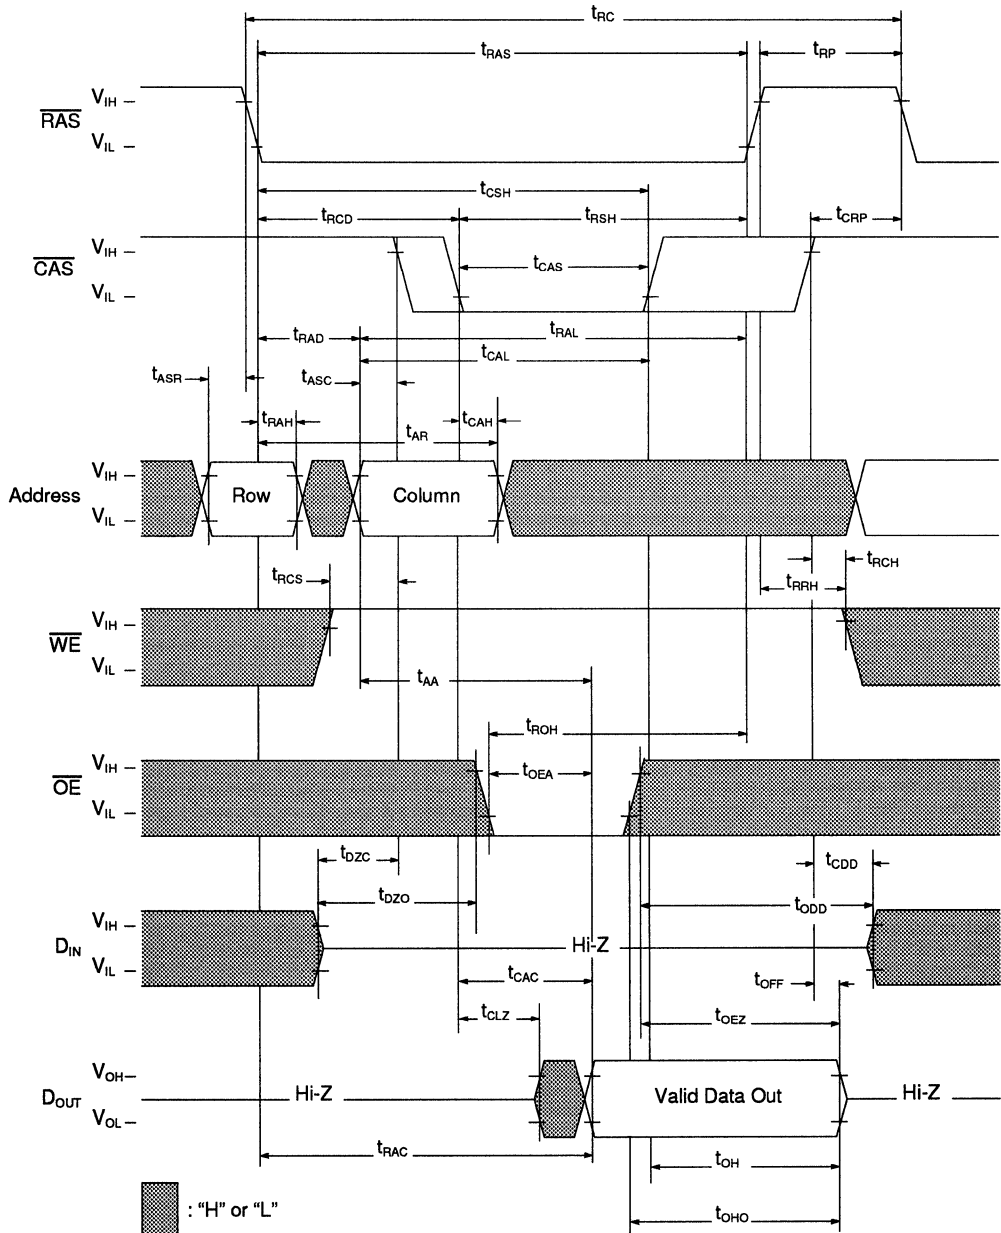 tRC
tRAS
tRP
RAS
VIH
VIL
tCSH
tRCD
tRSH
tCRP
CAS
VIH
VIL
tCAS
tRAD
tRAL
tCAL
tASR
tASC
tRAH
tCAH
tAR
Address
VIH
VIL
Row
Column
tRCH
tRCS
tRRH
WE
VIH
VIL
tAA
tROH
OE
VIH
VIL
tOEA
tDZC
tCDD
tDZO
tODD
DIN
VIH
VIL
Hi-Z
tCAC
tOFF
tCLZ
tOEZ
DOUT
VOH
VOL
Hi-Z
Valid Data Out
Hi-Z
tRAC
tOH
: “H” or “L”
tOHO